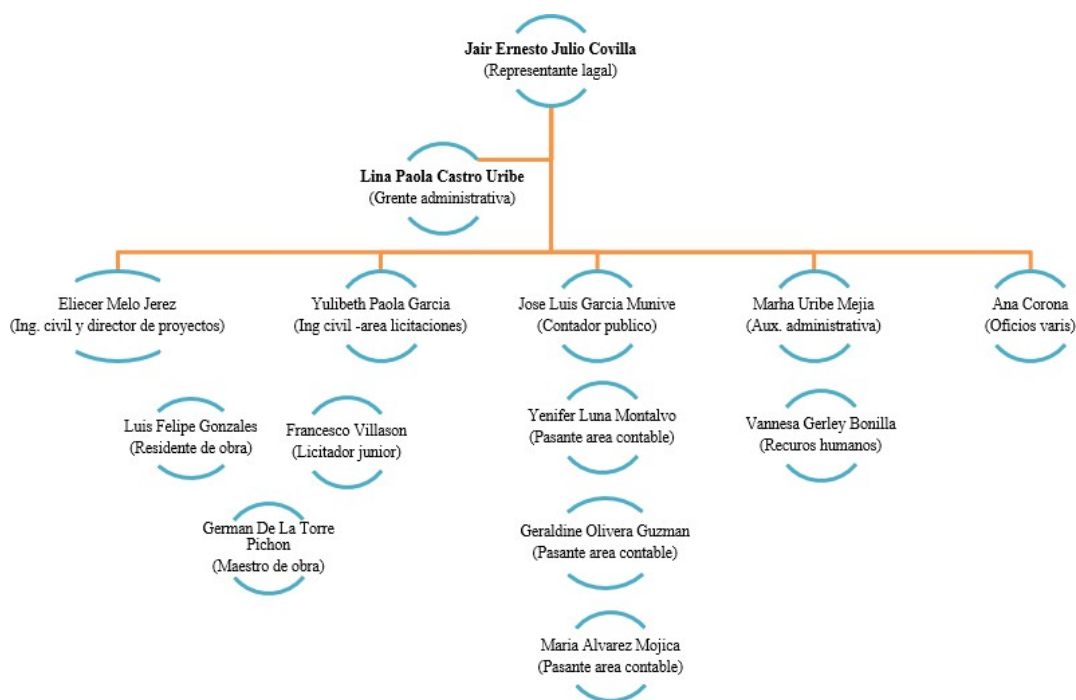 Jair Ernesto Julio Covilla
(Representante lagal)
Lina Paola Castro Uribe
(Grente administrativa)
Eliecer Melo Jerez
(Ing. civil y director de proyectos)
Yulibeth Paola Garcia
(Ing civil -area licitaciones)
Jose Luis Garcia Munive
(Contador publico)
Marha Uribe Mejia
(Aux. administrativa)
Ana Corona
(Oficios varis)
Luis Felipe Gonzales
(Residente de obra)
Francesco Villason
(Licitador junior)
Yenifer Luna Montalvo
(Pasante area contable)
Vannesa Gerley Bonilla
(Recuros humanos)
German De La Torre
Pichon
(Maestro de obra)
Geraldine Olivera Guzman
(Pasante area contable)
Maria Alvarez Mojica
(Pasante area contable)